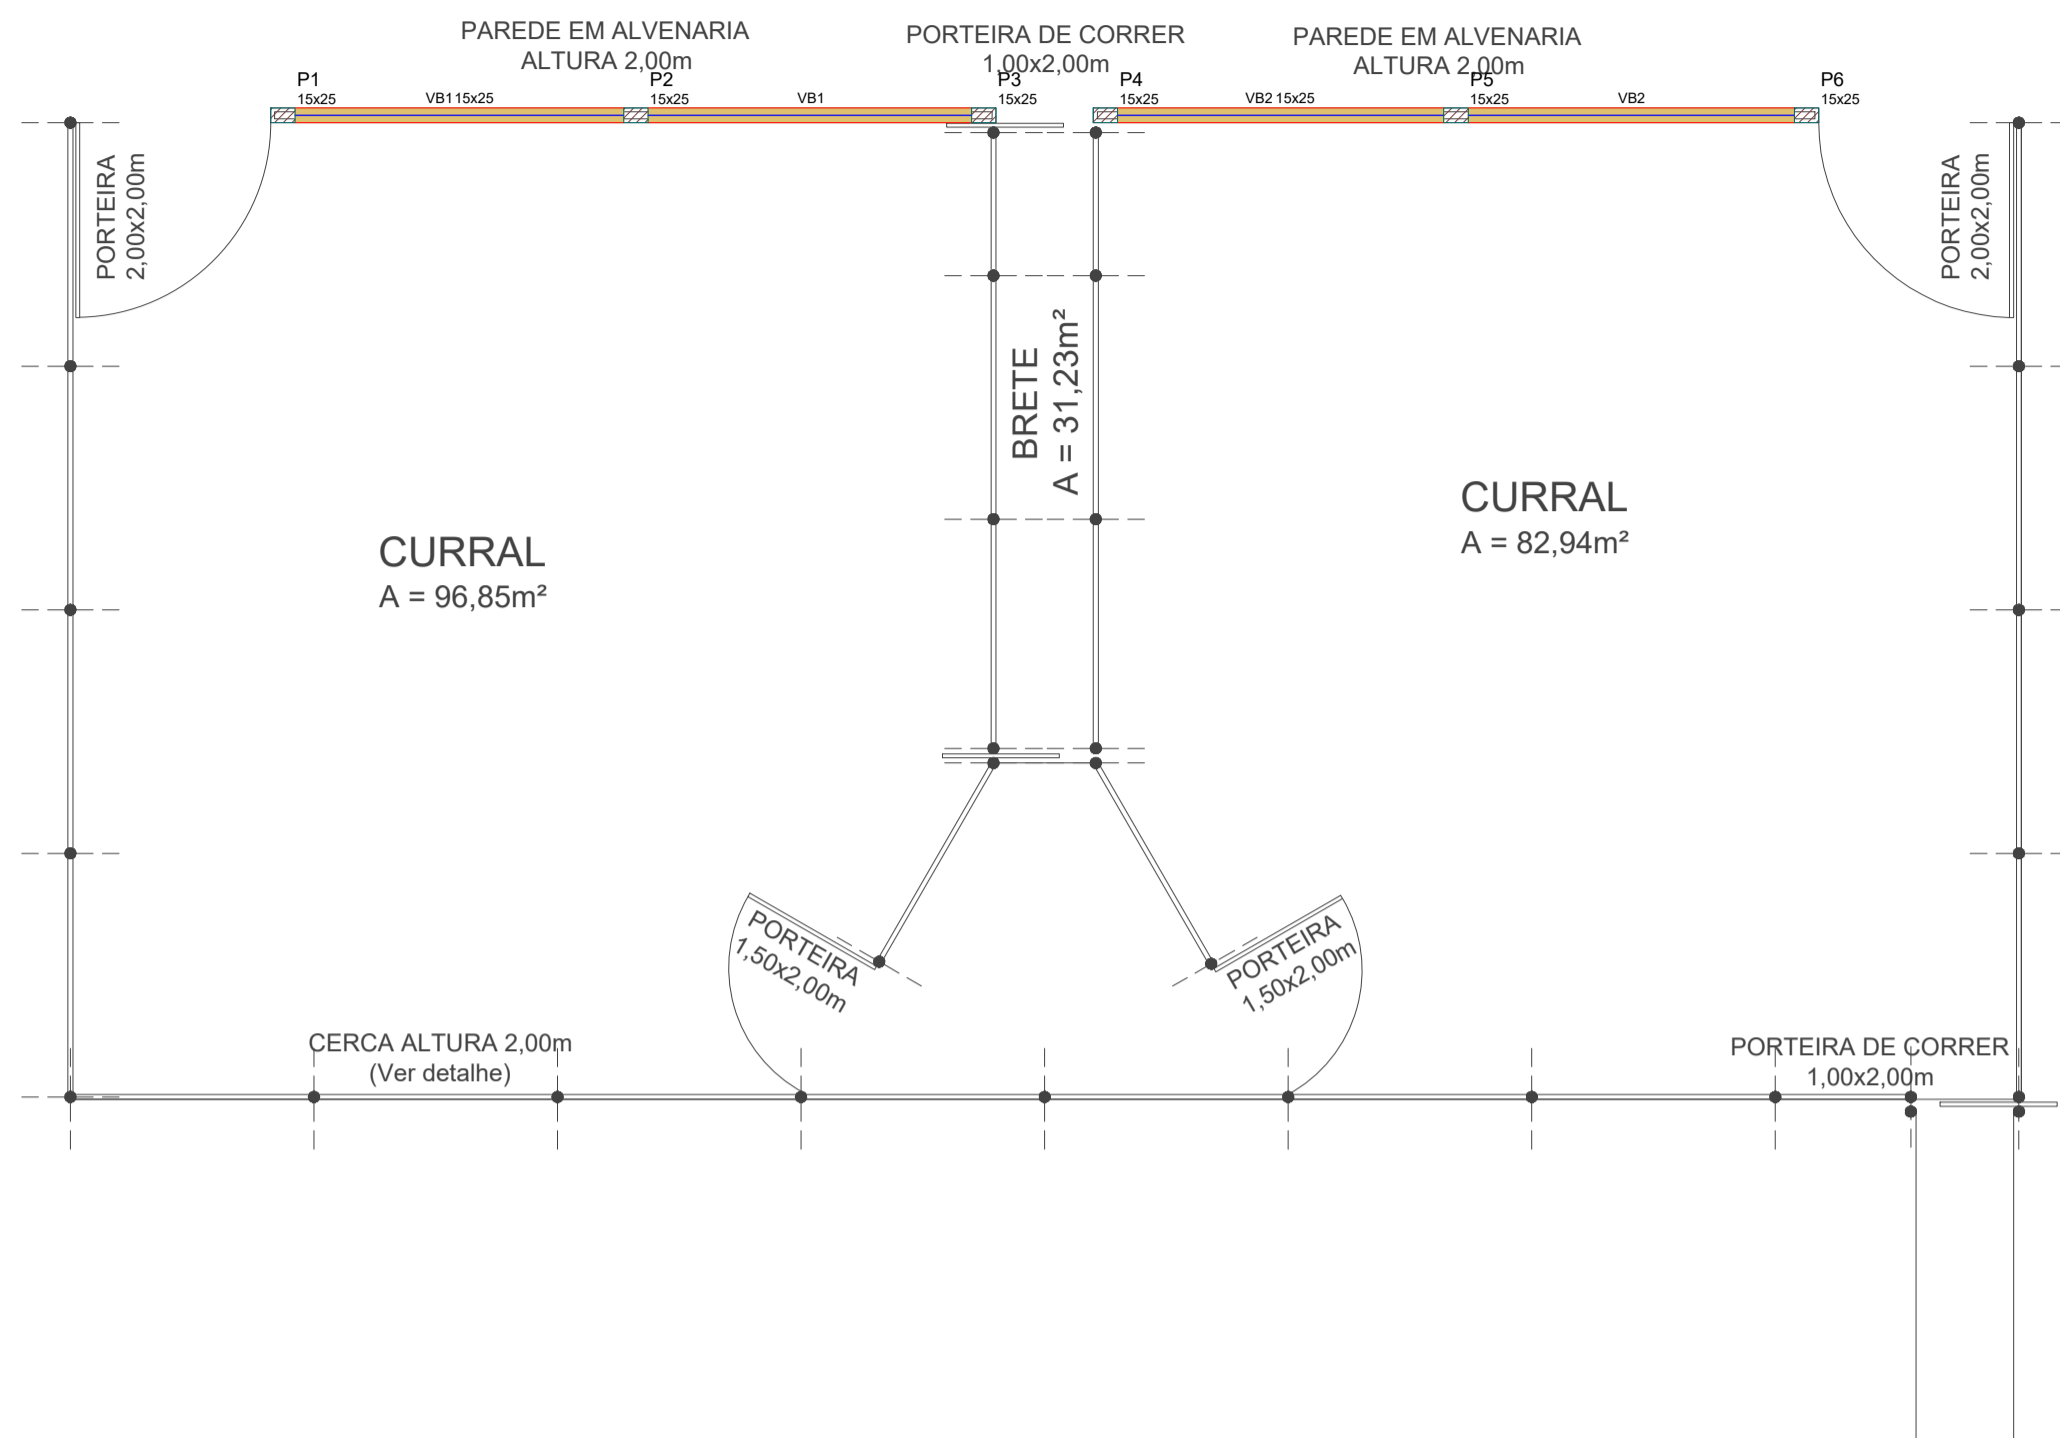 PAREDE EM ALVENARIA
ALTURA 2,00m
PORTEIRA DE CORRER
1,00x2,00m
PAREDE EM ALVENARIA
ALTURA 2,00m
P1
15x25
VB1 15x25
P2
15x25
VB1
P3
15x25
P4
15x25
VB2 15x25
P5
15x25
VB2
P6
15x25
PORTEIRA
2,00x2,00m
PORTEIRA
2,00x2,00m
BRETE
A = 31,23m²
CURRAL
A = 96,85m²
CURRAL
A = 82,94m²
PORTEIRA
1,50x2,00m
PORTEIRA
1,50x2,00m
CERCA ALTURA 2,00m
(Ver detalhe)
PORTEIRA DE CORRER
1,00x2,00m